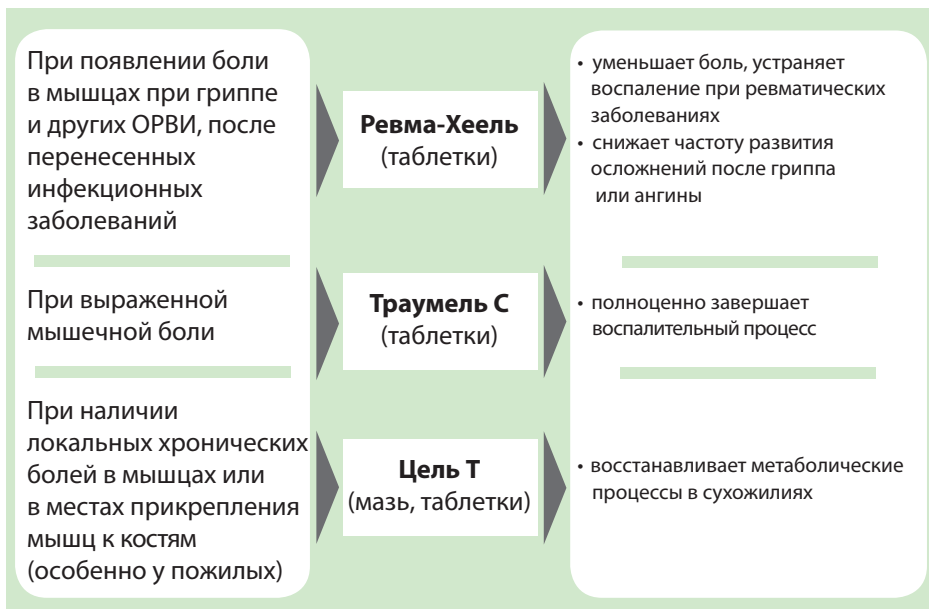 При появлении боли
в мышцах при гриппе
и других ОРВИ, после
перенесенных
инфекционных
заболеваний
Ревма-Хеель
(таблетки)
• уменьшает боль, устраняет
воспаление при ревматических
заболеваниях
• снижает частоту развития
осложнений после гриппа
или ангины
При выраженной
мышечной боли
Траумель С
(таблетки)
• полноценно завершает
воспалительный процесс
При наличии
локальных хронических
болей в мышцах или
в местах прикрепления
мышц к костям
(особенно у пожилых)
Цель Т
(мазь, таблетки)
• восстанавливает метаболические
процессы в сухожилиях